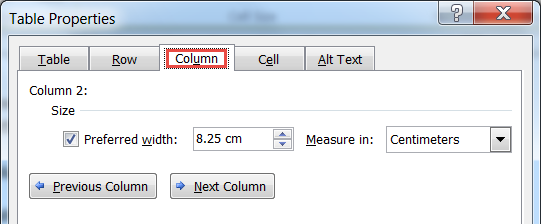 Table Properties
Table Row Column Cell Alt Text
Column 2:
Size
Preferred width: 8.25 cm Measure in: Centimeters
Previous Column Next Column